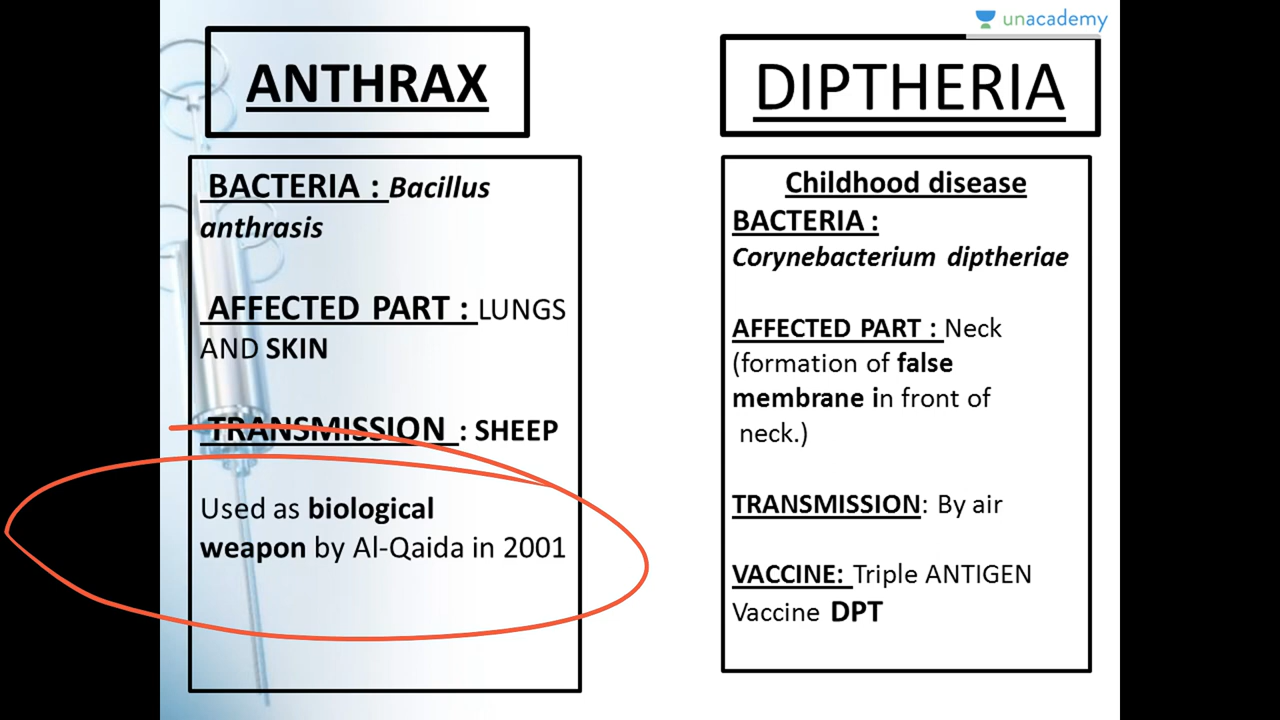 unacademy
ANTHRAX
BACTERIA : Bacillus
anthrasis
AFFECTED PART : LUNGS
AND SKIN
TRANSMISSION : SHEEP
Used as biological
weapon by Al-Qaida in 2001
DIPTHERIA
Childhood disease
BACTERIA :
Corynebacterium diptheriae
AFFECTED PART : Neck
(formation of false
membrane in front of
neck.)
TRANSMISSION: By air
VACCINE: Triple ANTIGEN
Vaccine DPT